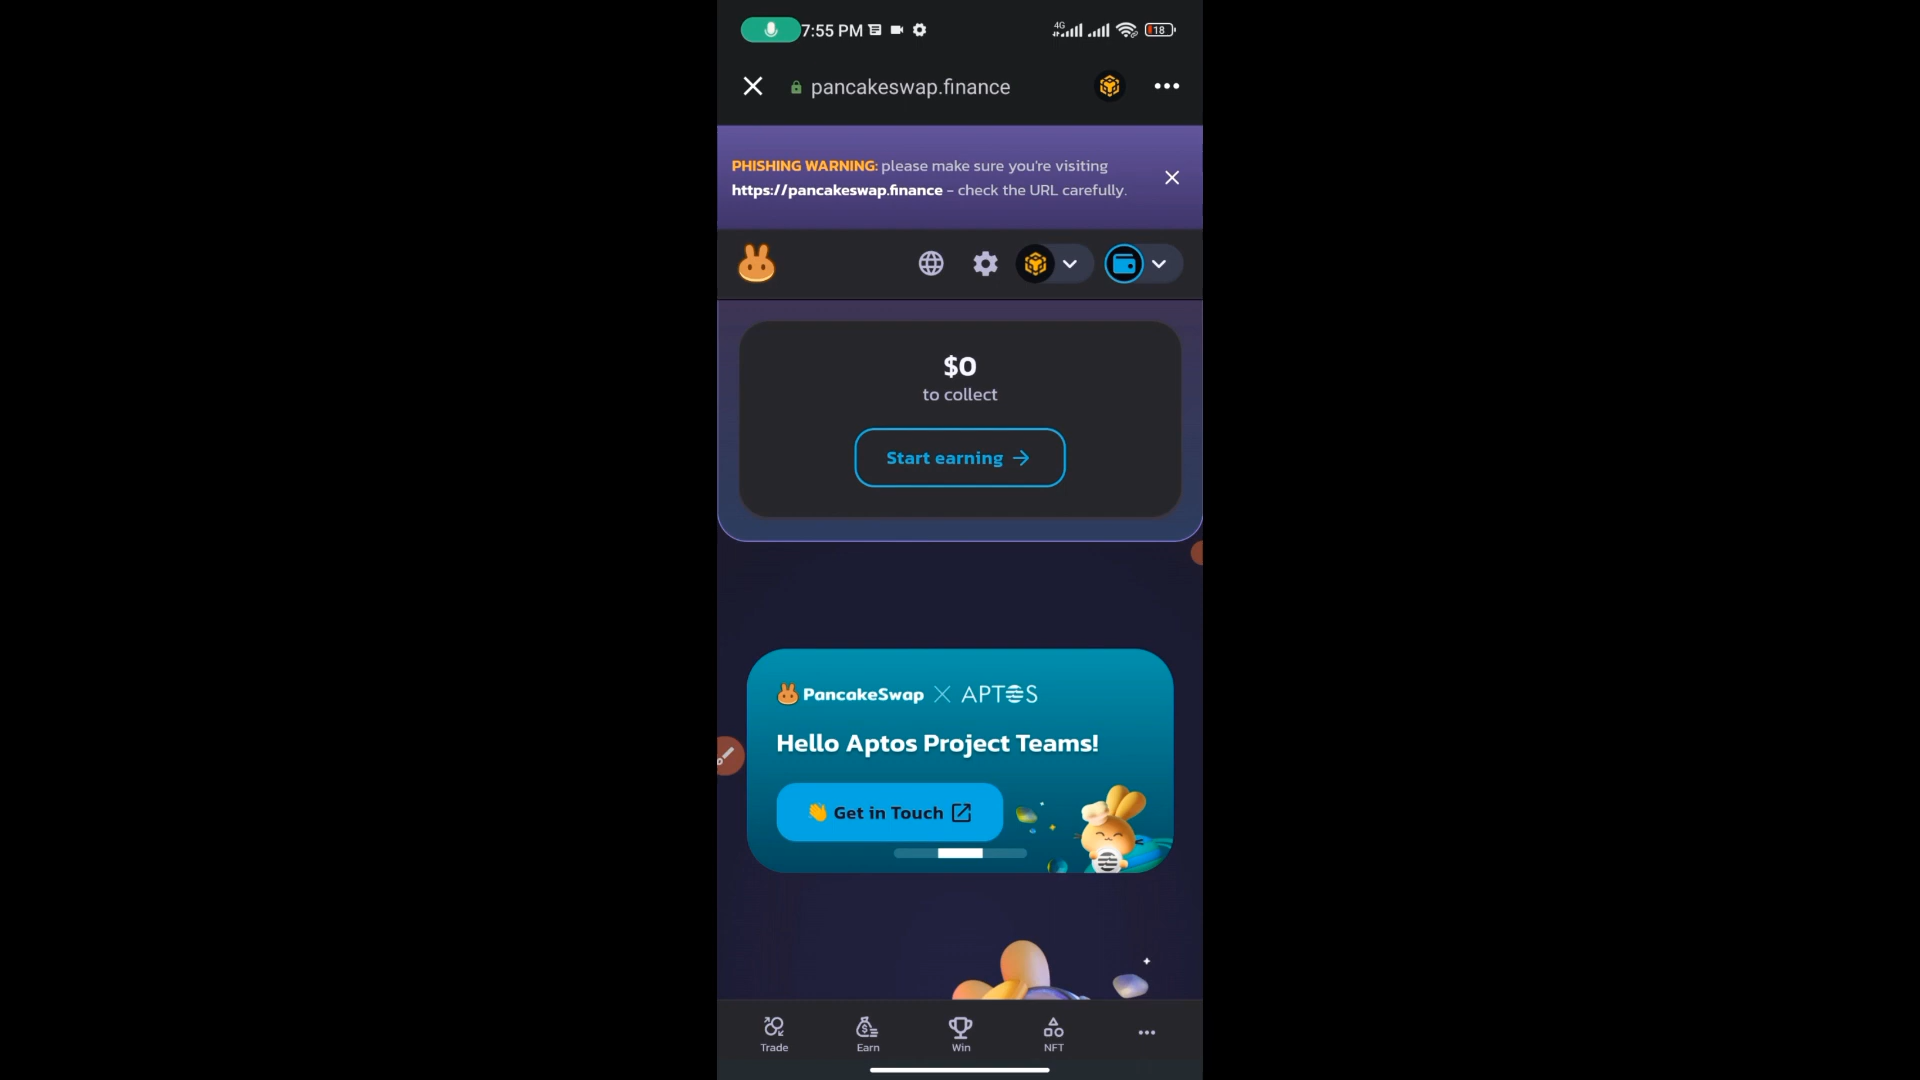 7:55 PM
4G
18
pancakeswap.finance
PHISHING WARNING: please make sure you're visiting
https://pancakeswap.finance - check the URL carefully.
$0
to collect
Start earning
PancakeSwap
APTOS
Hello Aptos Project Teams!
Get in Touch
Trade
Earn
Win
NFT